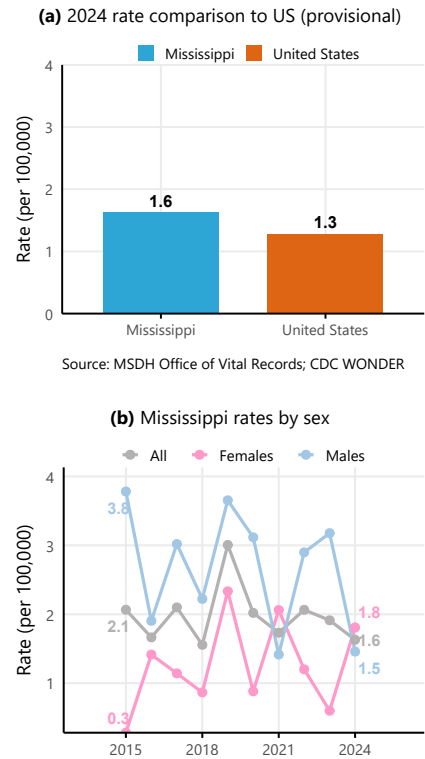 (a) 2024 rate comparison to US (provisional)
Mississippi United States
4
3
2
1
0
Rate (per 100,000)
1.6
1.3
Mississippi United States
Source: MSDH Office of Vital Records; CDC WONDER
(b) Mississippi rates by sex
All Females Males
4
3
2
1
Rate (per 100,000)
3.8
2.1
0.3
1.8
1.6
1.5
2015 2018 2021 2024